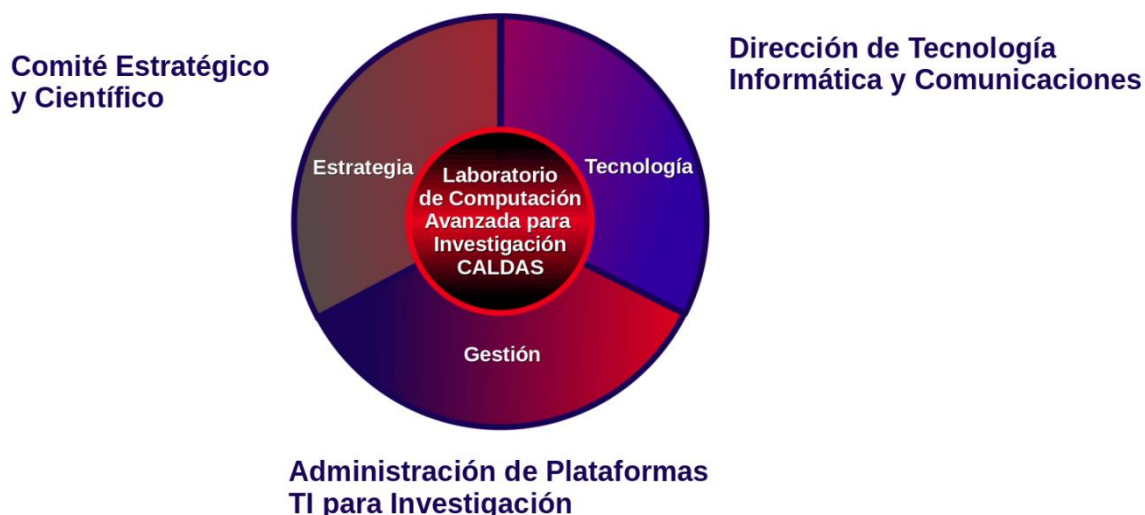 Comité Estratégico
y Científico
Dirección de Tecnología
Informática y Comunicaciones
Estrategia
Tecnología
Laboratorio
de Computación
Avanzada para
Investigación
CALDAS
Gestión
Administración de Plataformas
TI para Investigación